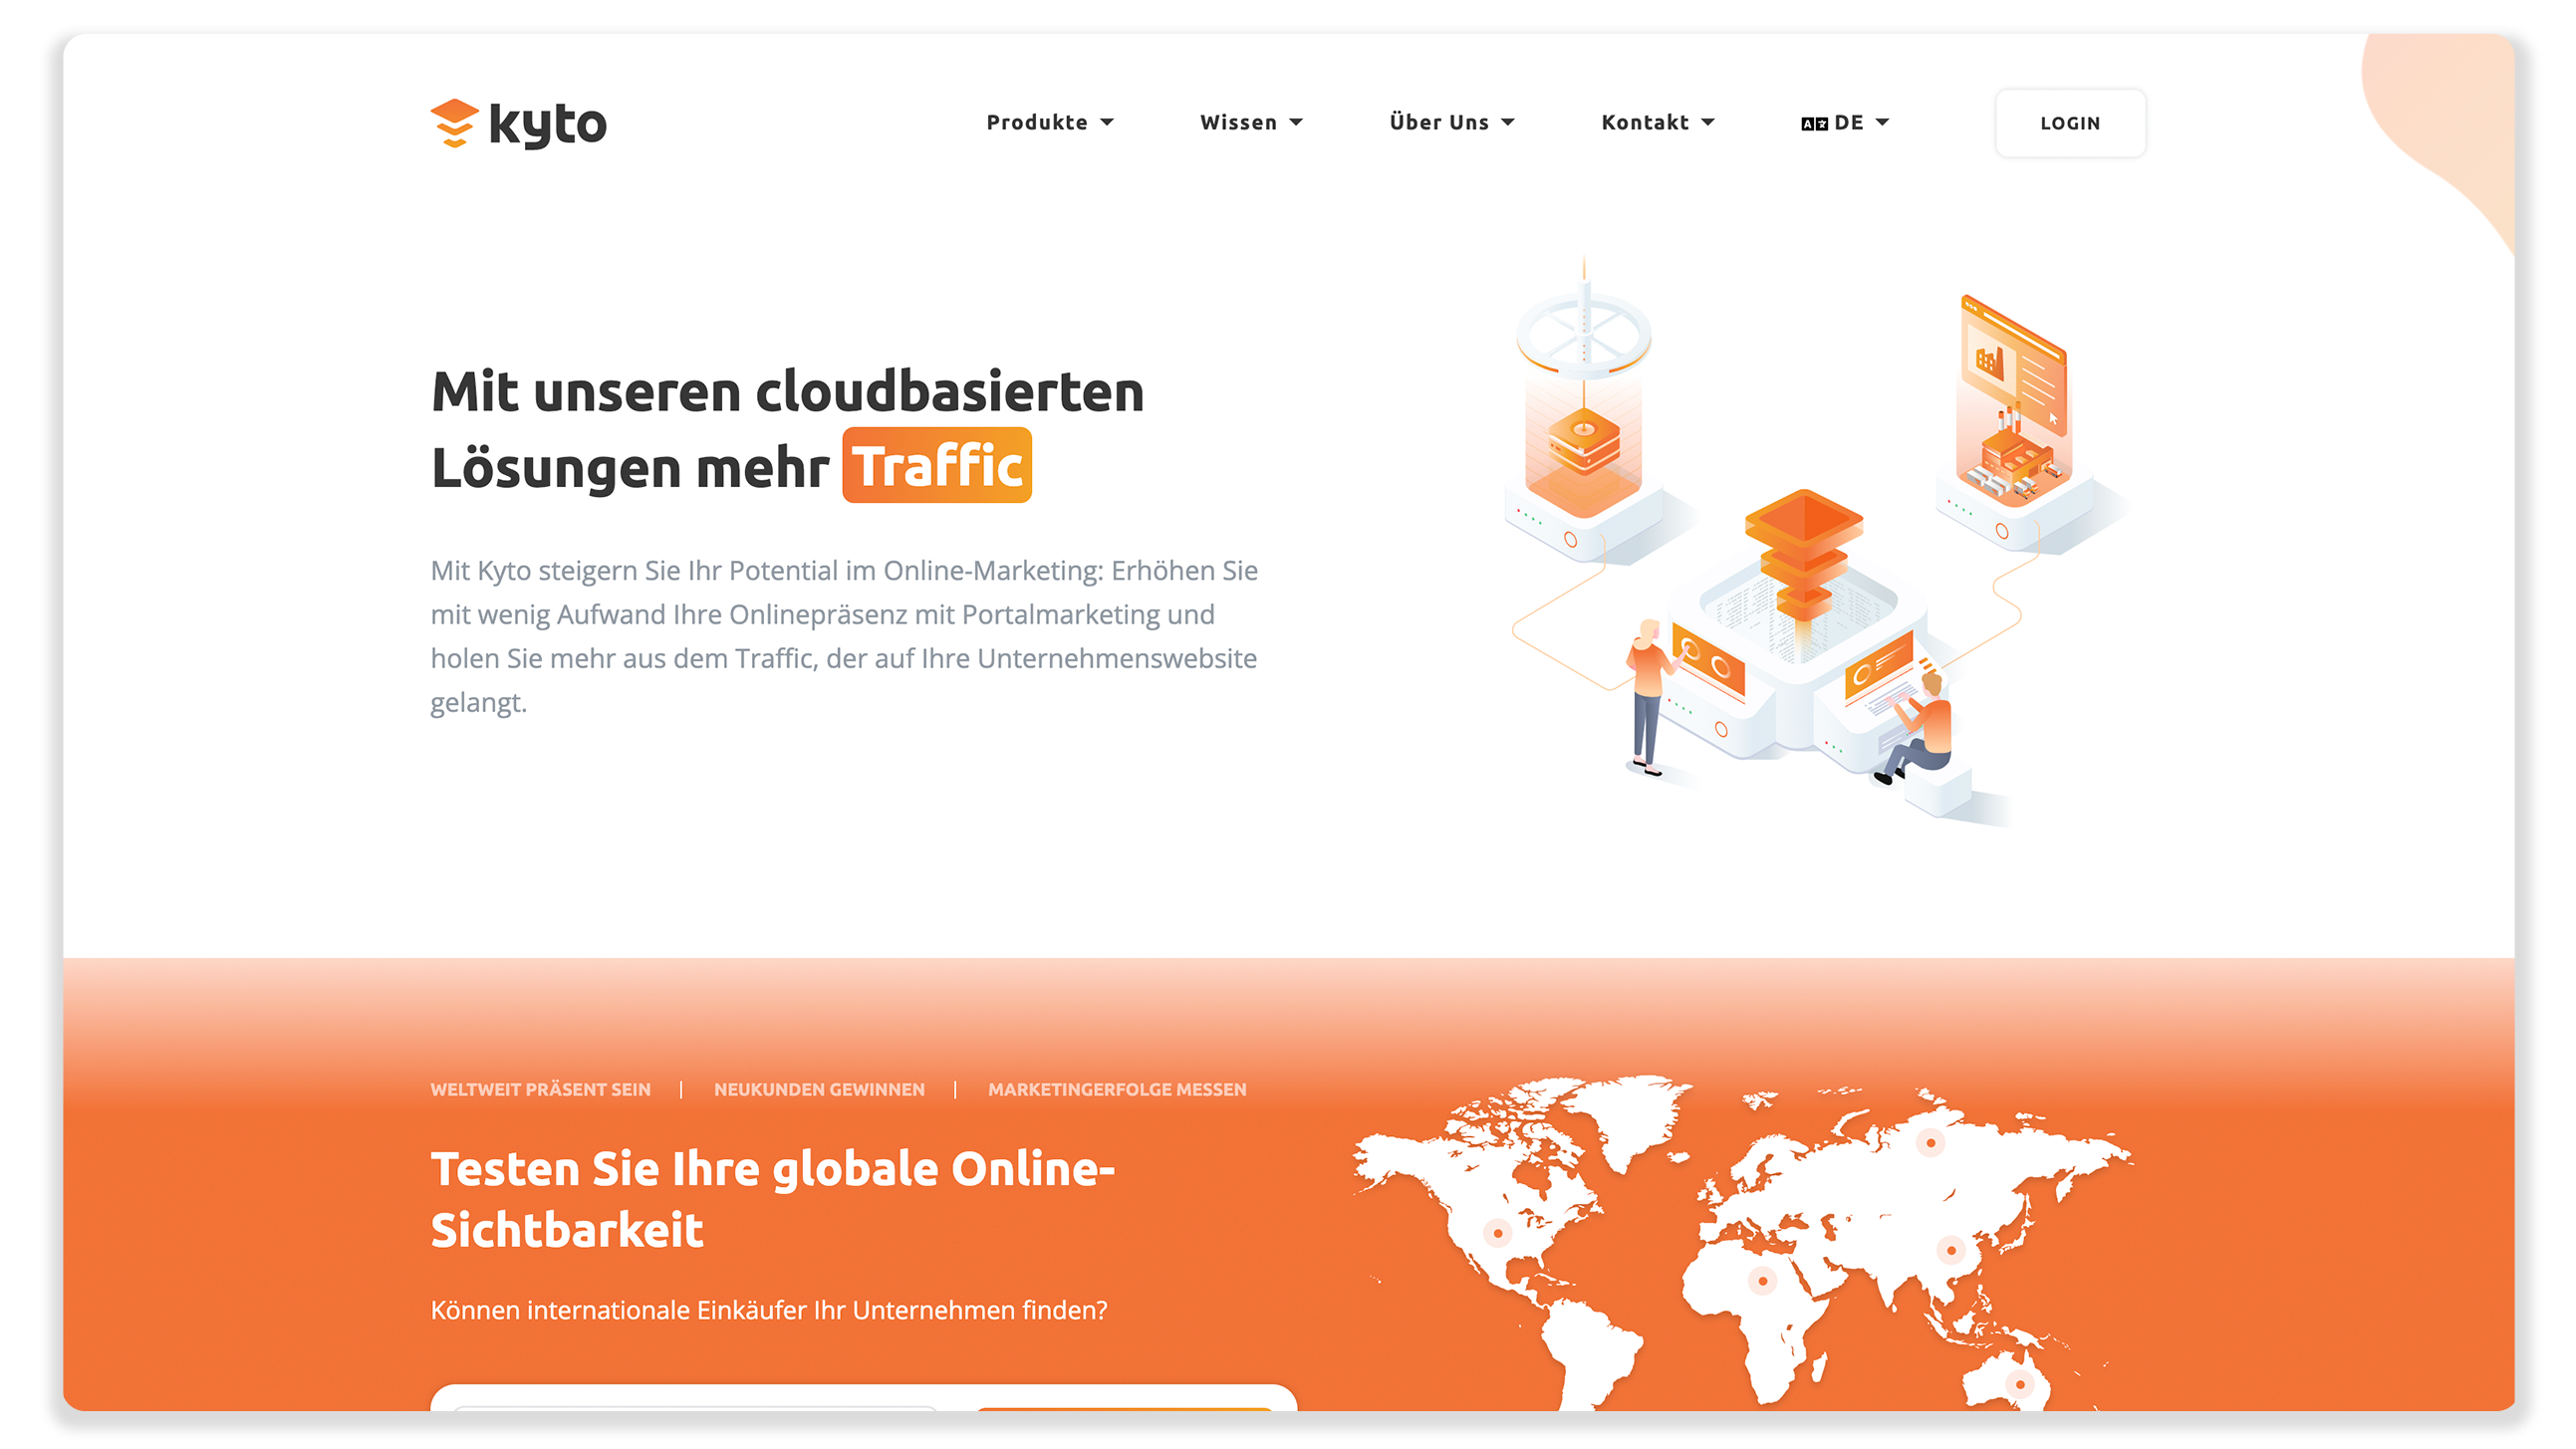 kyto
Produkte
Wissen
Über Uns
Kontakt
DE
LOGIN
Mit unseren cloudbasierten
Lösungen mehr Traffic
Mit Kyto steigern Sie Ihr Potential im Online-Marketing: Erhöhen Sie
mit wenig Aufwand Ihre Onlinepräsenz mit Portalmarketing und
holen Sie mehr aus dem Traffic, der auf Ihre Unternehmenswebsite
gelangt.
WELTWEIT PRÄSENT SEIN | NEUKUNDEN GEWINNEN | MARKETINGERFOLGE MESSEN
Testen Sie Ihre globale Online-
Sichtbarkeit
Können internationale Einkäufer Ihr Unternehmen finden?